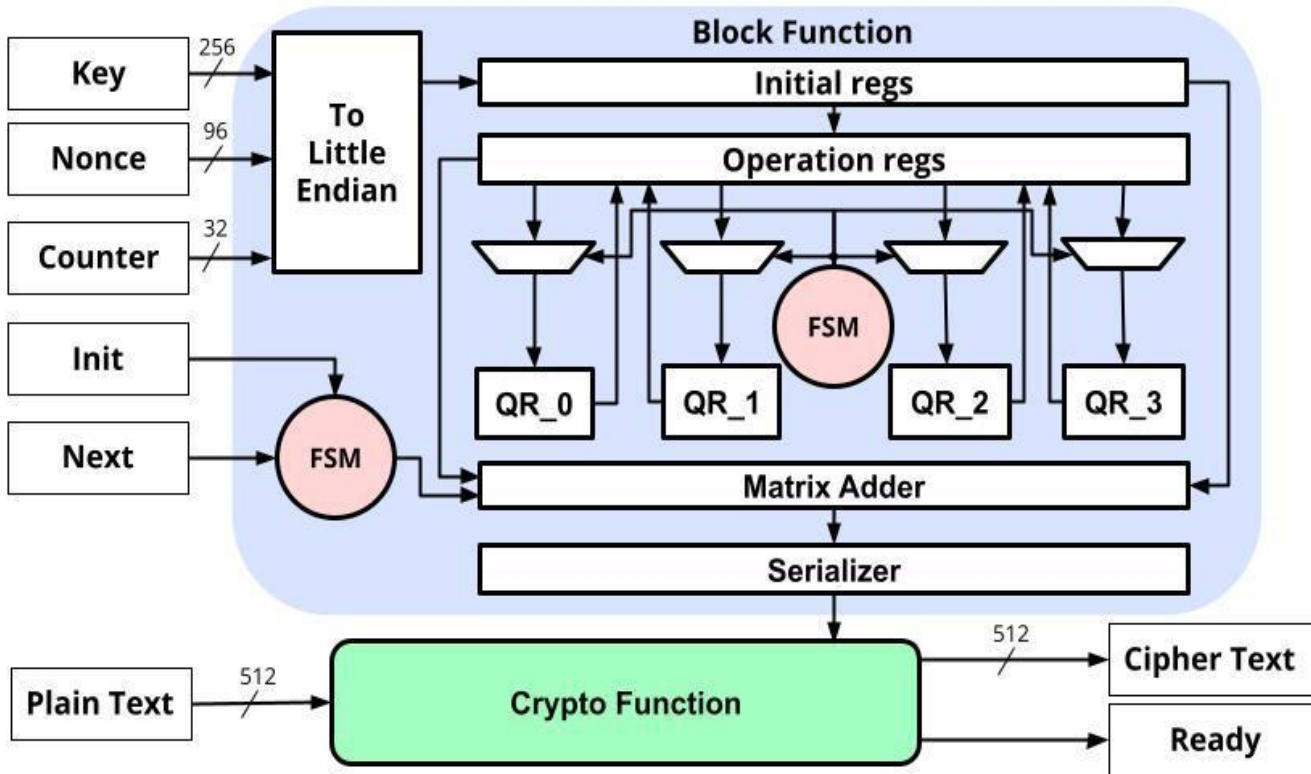 Block Function
Key
256
Nonce
96
Counter
32
To
Little
Endian
Initial regs
Operation regs
Init
Next
FSM
FSM
QR_0
QR_1
QR_2
QR_3
Matrix Adder
Serializer
Plain Text
512
Crypto Function
512
Cipher Text
Ready